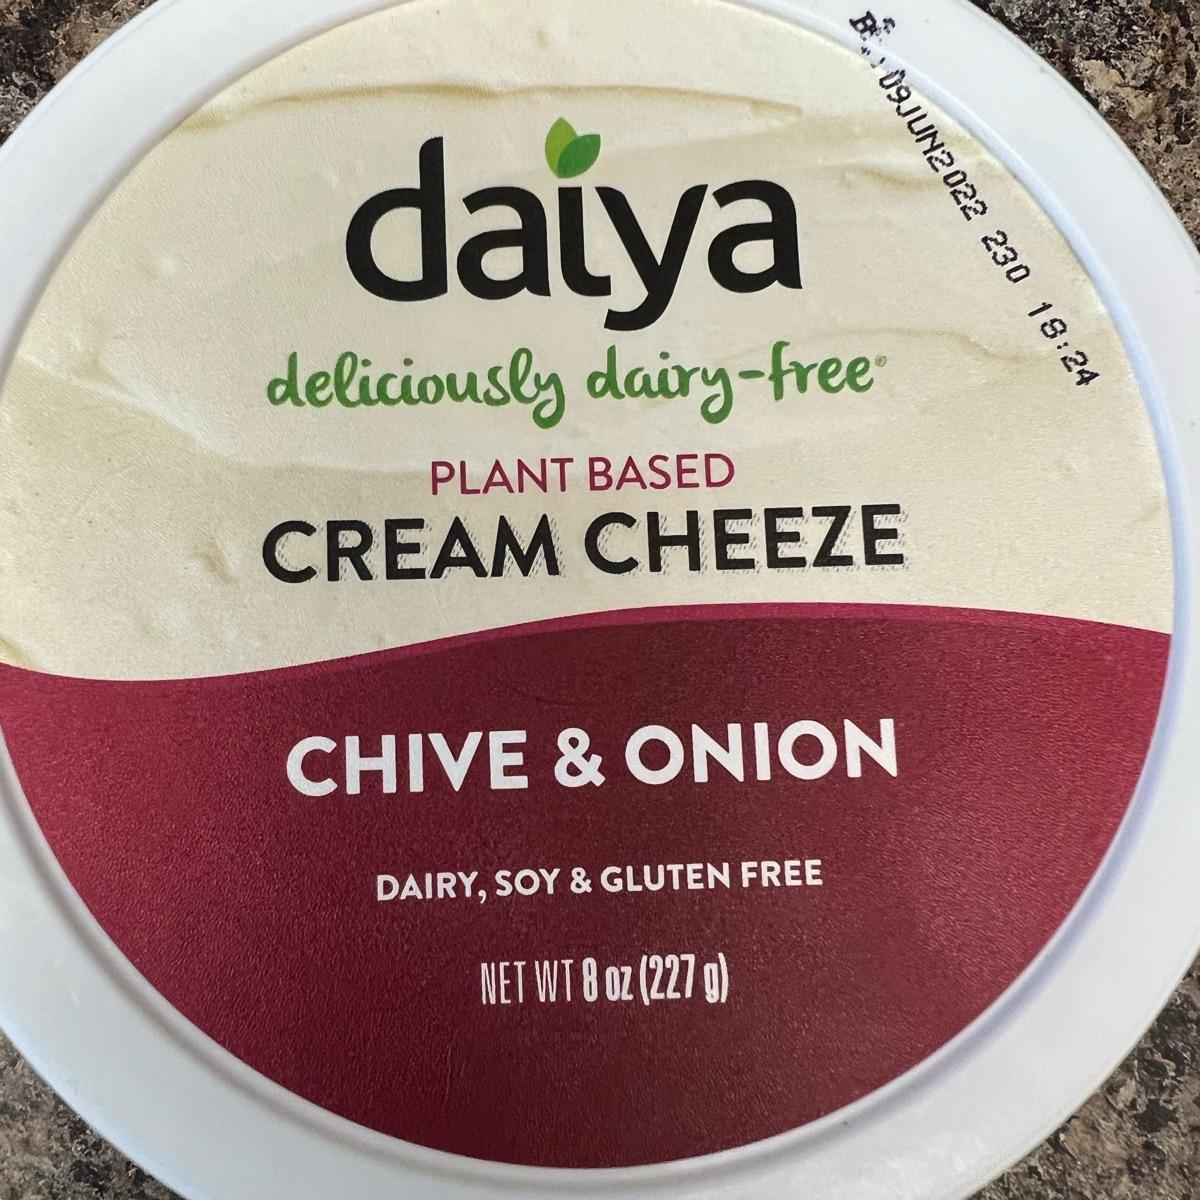 09JUN2022 230 18:24
daiya
deliciously dairy-free®
PLANT BASED
CREAM CHEEZE
CHIVE & ONION
DAIRY, SOY & GLUTEN FREE
NET WT 8 oz (227 g)